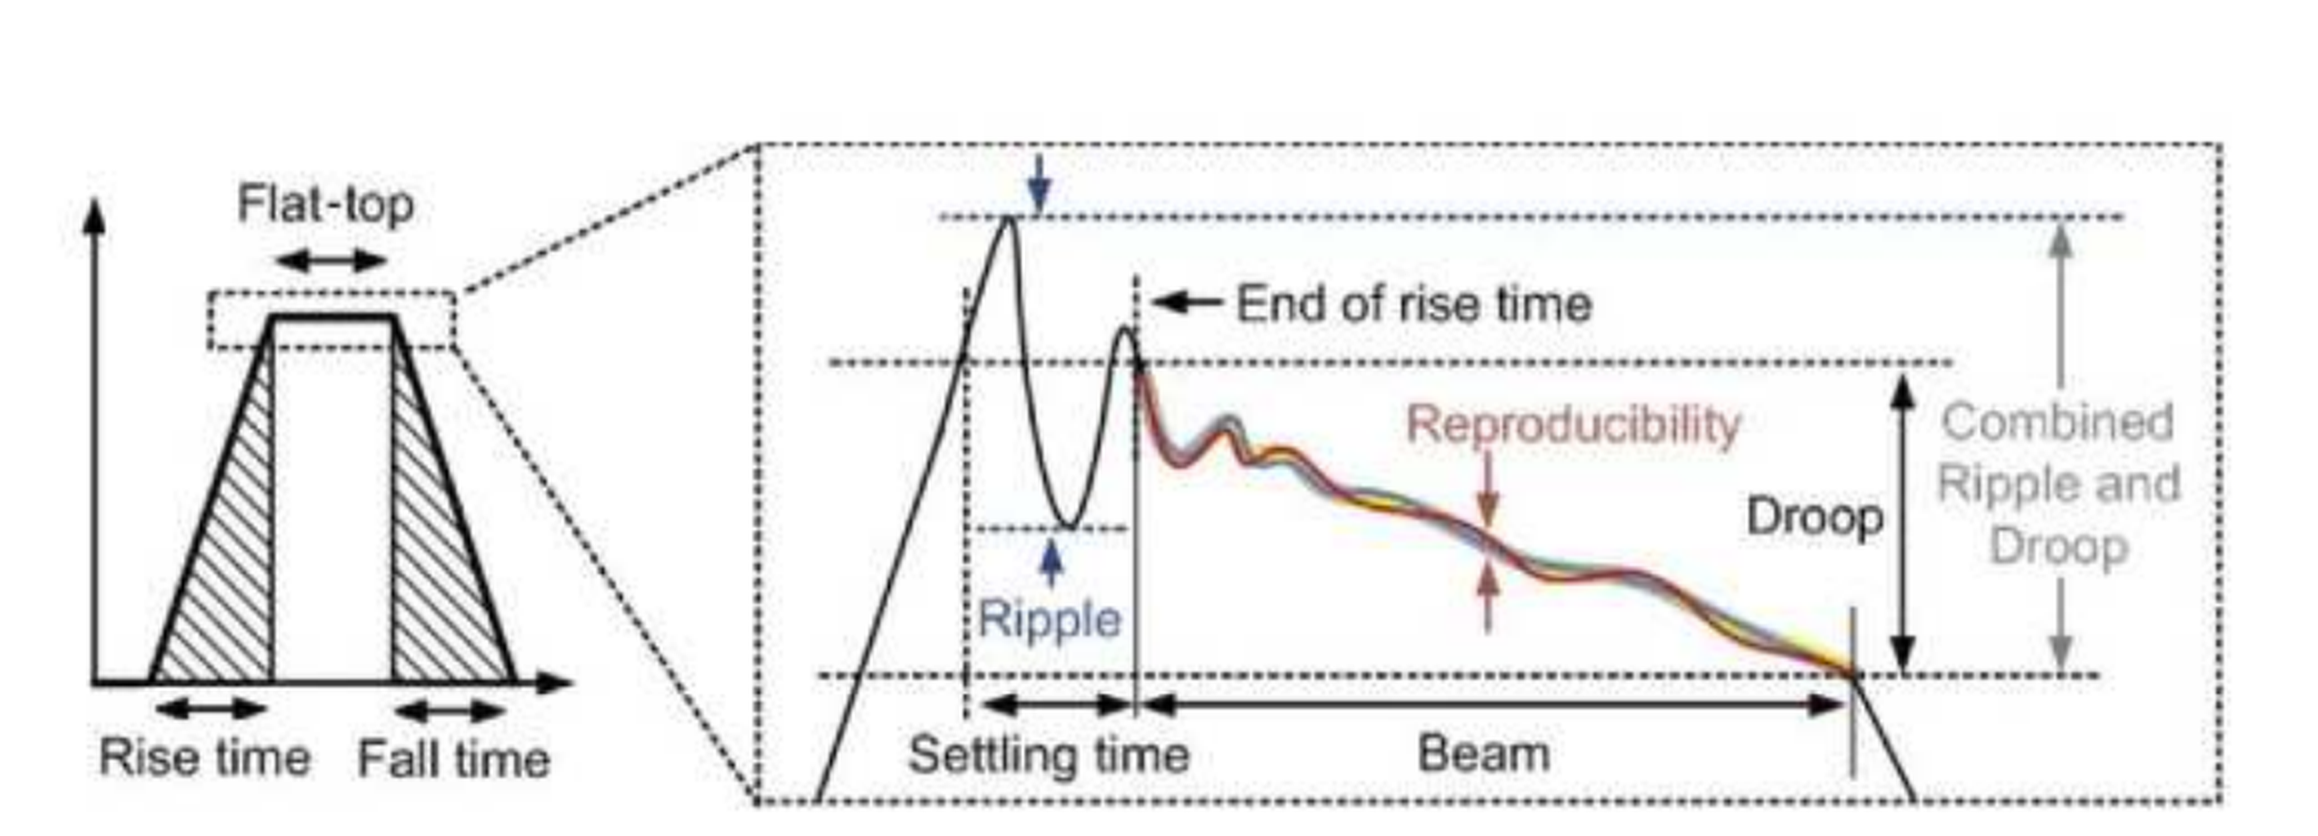 Flat-top
Rise time
Fall time
End of rise time
Reproducibility
Ripple
Droop
Combined
Ripple and
Droop
Settling time
Beam